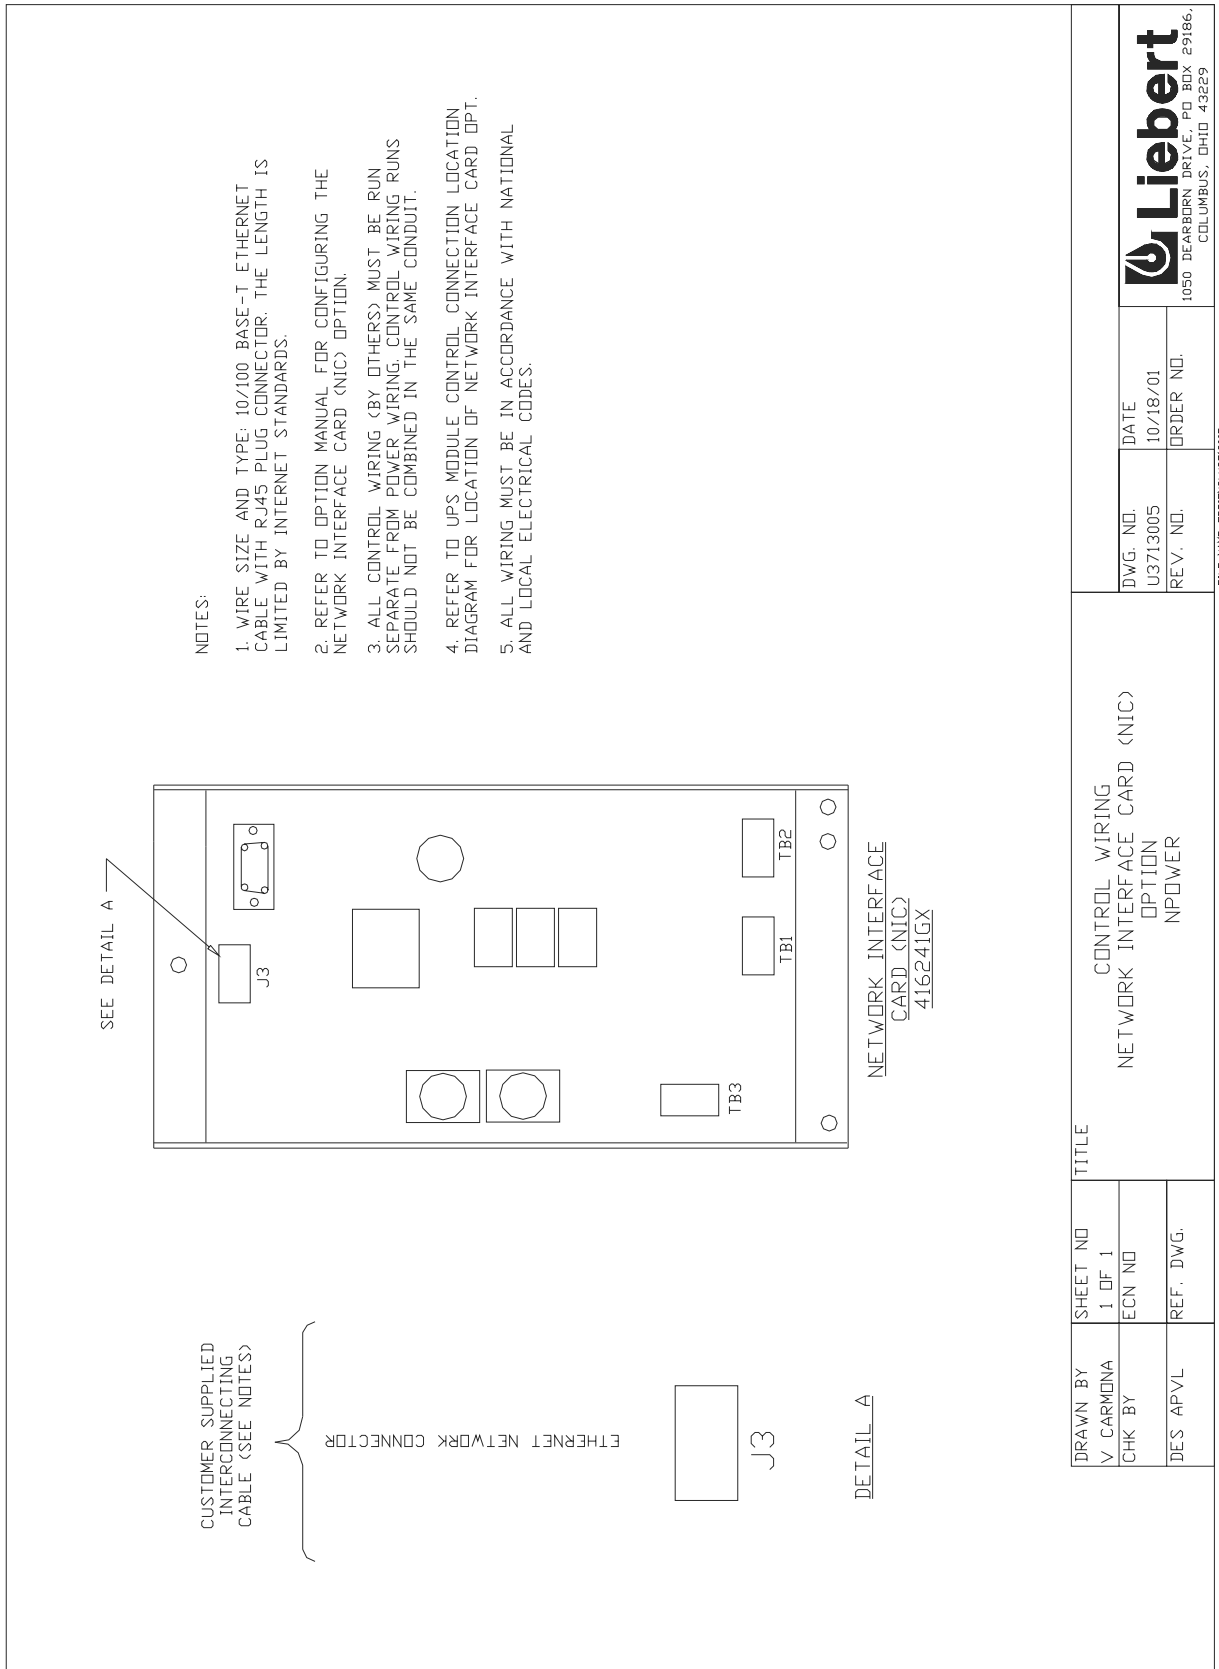 CUSTOMER SUPPLIED
INTERCONNECTING
CABLE (SEE NOTES)
ETHERNET NETWORK CONNECTOR
J3
DETAIL A
SEE DETAIL A
J3
TB3
TB1
TB2
NETWORK INTERFACE
CARD (NIC)
416241GX
NOTES:
1. WIRE SIZE AND TYPE: 10/100 BASE-T ETHERNET
CABLE WITH RJ45 PLUG CONNECTOR. THE LENGTH IS
LIMITED BY INTERNET STANDARDS.
2. REFER TO OPTION MANUAL FOR CONFIGURING THE
NETWORK INTERFACE CARD (NIC) OPTION.
3. ALL CONTROL WIRING (BY OTHERS) MUST BE RUN
SEPARATE FROM POWER WIRING. CONTROL WIRING RUNS
SHOULD NOT BE COMBINED IN THE SAME CONDUIT.
4. REFER TO UPS MODULE CONTROL CONNECTION LOCATION
DIAGRAM FOR LOCATION OF NETWORK INTERFACE CARD OPT.
5. ALL WIRING MUST BE IN ACCORDANCE WITH NATIONAL
AND LOCAL ELECTRICAL CODES.
DRAWN BY
V CARMONA
CHK BY
DES APVL
SHEET NO
1 OF 1
ECN NO
REF. DWG.
TITLE
CONTROL WIRING
NETWORK INTERFACE CARD (NIC)
OPTION
NPOWER
DWG. NO.
U3713005
REV. NO.
DATE
10/18/01
ORDER NO.
Liebert
1050 DEARBORN DRIVE, PO BOX 29186,
COLUMBUS, OHIO 43229